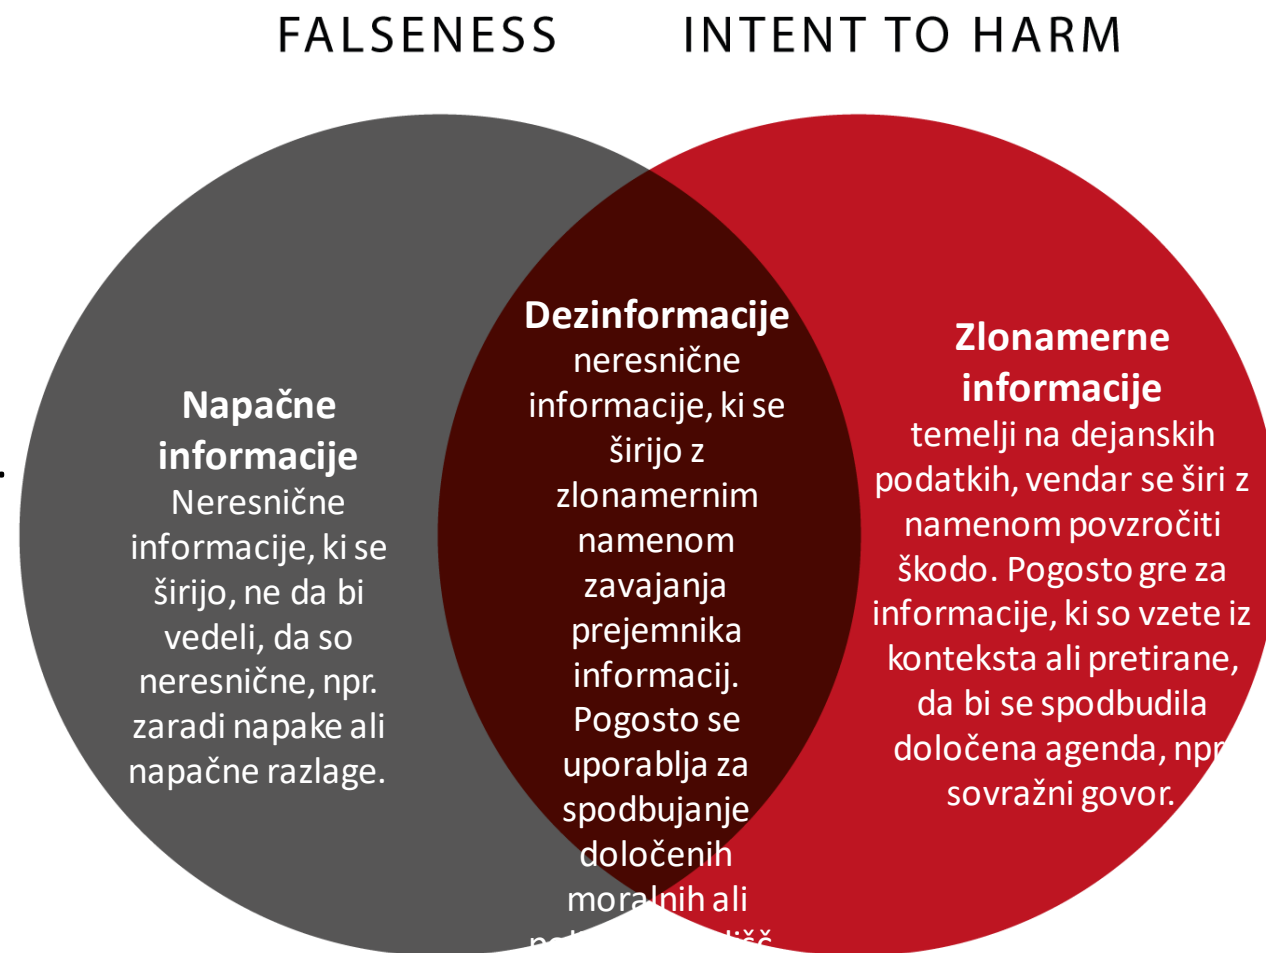 FALSENESS
INTENT TO HARM
Napačne
informacije
Neresnične
informacije, ki se
širijo, ne da bi
vedeli, da so
neresnične, npr.
zaradi napake ali
napačne razlage.
Dezinformacije
neresnične
informacije, ki se
širijo z
zlonamernim
namenom
zavajanja
prejemnika
informacij.
Pogosto se
uporablja za
spodbujanje
določenih
moralnih ali
Zlonamerne
informacije
temelji na dejanskih
podatkih, vendar se širi z
namenom povzročiti
škodo. Pogosto gre za
informacije, ki so vzete iz
konteksta ali pretirane,
da bi se spodbudila
določena agenda, npr
sovražni govor.